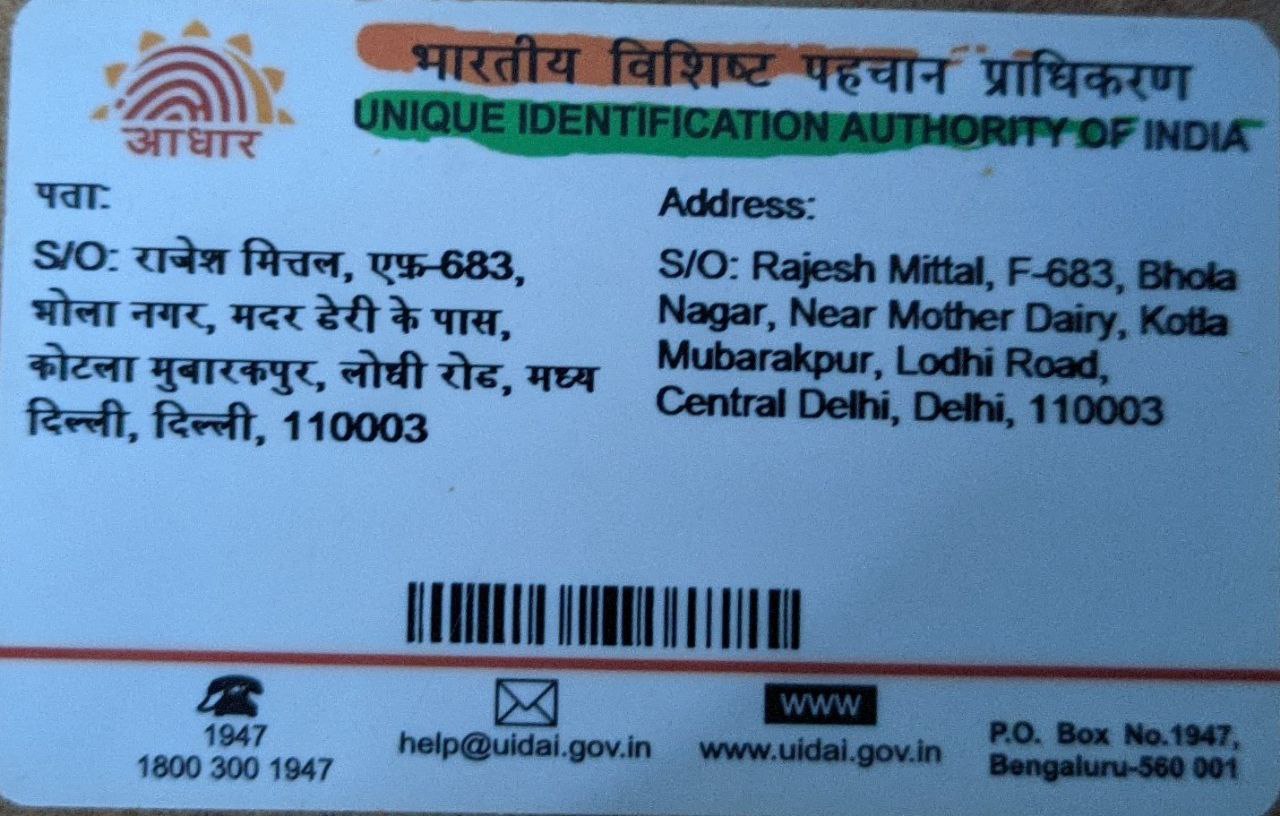 आधार
भारतीय विशिष्ट पहचान प्राधिकरण
UNIQUE IDENTIFICATION AUTHORITY OF INDIA
पता:
S/O: राजेश मित्तल, एफ़-683,
भोला नगर, मदर डेरी के पास,
कोटला मुबारकपुर, लोधी रोड, मध्य
दिल्ली, दिल्ली, 110003
Address:
S/O: Rajesh Mittal, F-683, Bhola
Nagar, Near Mother Dairy, Kotla
Mubarakpur, Lodhi Road,
Central Delhi, Delhi, 110003
1947
1800 300 1947
help@uidai.gov.in
WWW
www.uidai.gov.in
P.O. Box No.1947,
Bengaluru-560 001